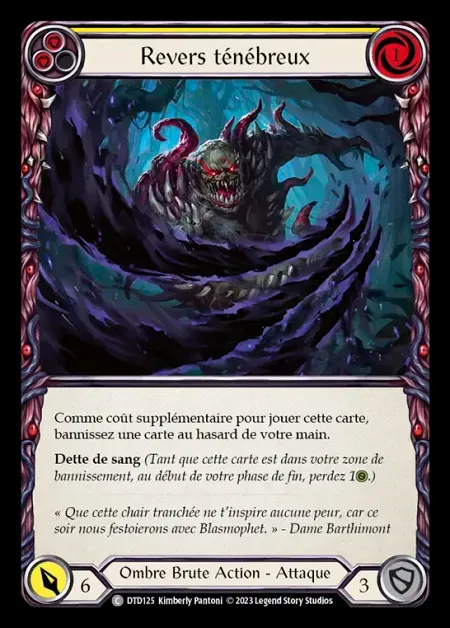 Revers ténébreux
I
Comme coût supplémentaire pour jouer cette carte,
bannissez une carte au hasard de votre main.
Dette de sang (Tant que cette carte est dans votre zone de
bannissement, au début de votre phase de fin, perdez 1.)
« Que cette chair tranchée ne t'inspire aucune peur, car ce
soir nous festoierons avec Blasmophet. » - Dame Barthimont
6
Ombre Brute Action - Attaque
3
C DTD125 Kimberly Pantoni © 2023 Legend Story Studios